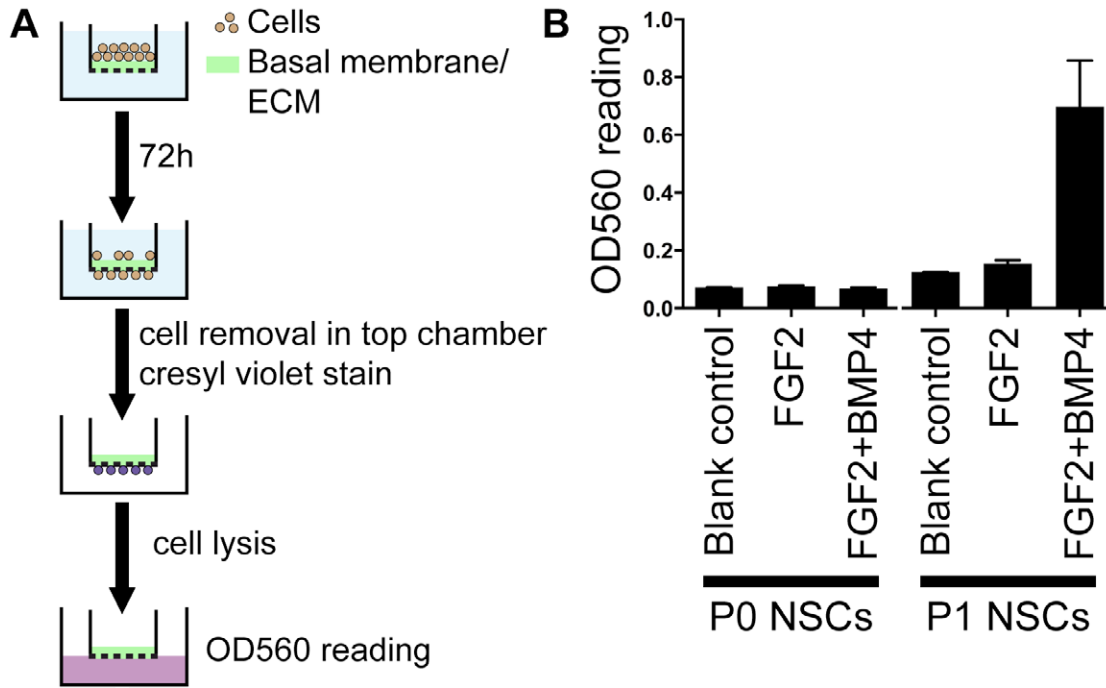 A
Cells
Basal membrane/
ECM
72h
cell removal in top chamber
cresyl violet stain
cell lysis
OD560 reading
B
OD560 reading
1.0
0.8
0.6
0.4
0.2
0.0
Blank control
FGF2
FGF2+BMP4
Blank control
FGF2
FGF2+BMP4
P0 NSCs
P1 NSCs